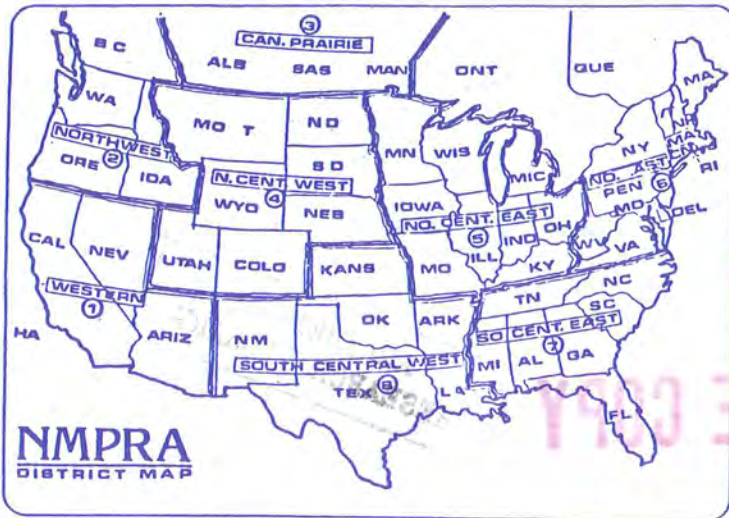 3
CAN. PRAIRIE
BC
ALB SAS MAN ONT QUE
WA
MO T
ND
MA
NORTHWEST
2
ORE
IDA
SD
MN
WIS
MIC
NY
N. CENT. WEST
4
WYO
NEB
IOWA
NO. CENT. EAST
5
ILL
IND
OH
NO. AST
PEN 6
RI
MD
DEL
CAL
NEV
UTAH
COLO
KANS
MO
KY
WV
VA
WESTERN
1
HA
ARIZ
NM
OK
ARK
TN
NC
SC
SO CENT. EAST
7
MI
AL
GA
SOUTH CENTRAL WEST
8
TEX
LA
FL
NMPRA
DISTRICT MAP